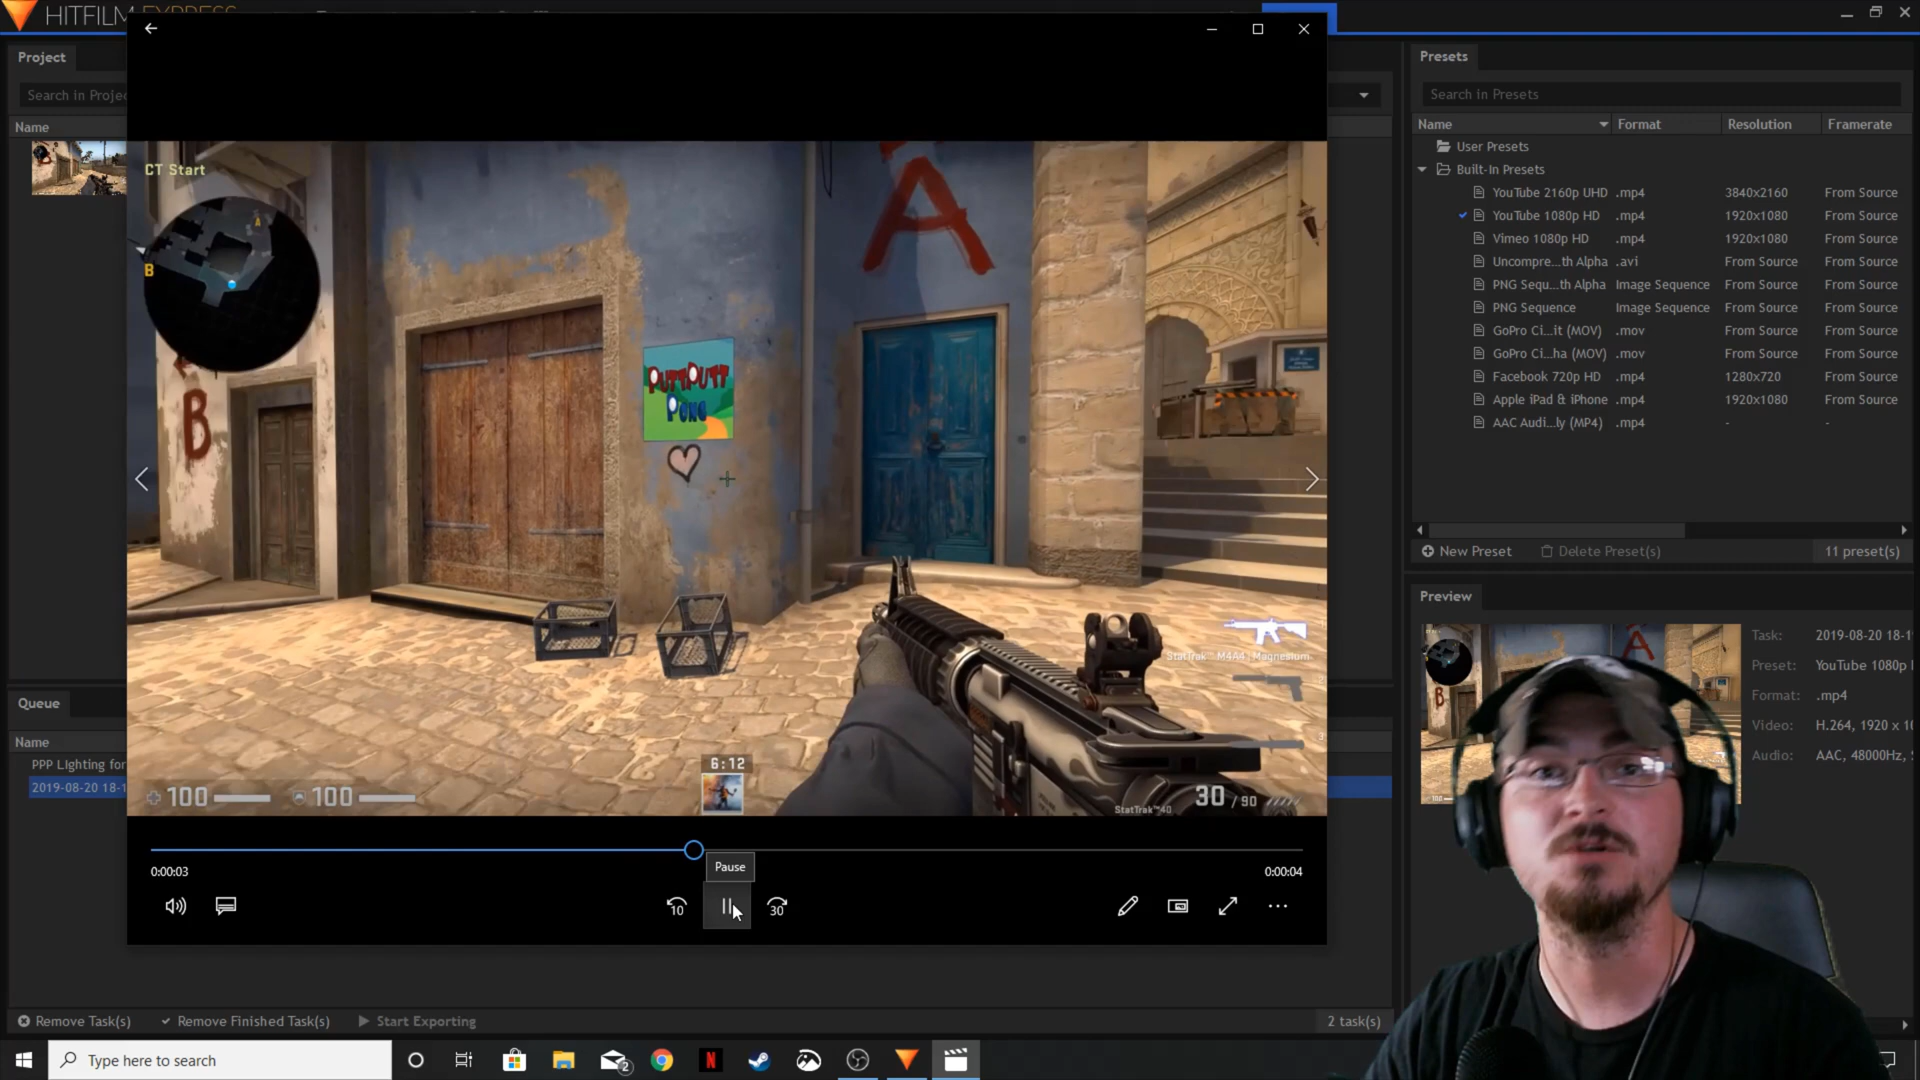 HITFILM EXPRESS
Project
Search in Projec
Name
CT Start
A
B
A
B
PUTTPUTT
PONG
StatTrak™ M4A4 | Magnesium
1
2
3
6:12
100
100
StatTrak™40
30 / 90
0:00:03
Pause
0:00:04
10
30
Presets
Search in Presets
Name Format Resolution Framerate
User Presets
Built-In Presets
YouTube 2160p UHD .mp4 3840x2160 From Source
YouTube 1080p HD .mp4 1920x1080 From Source
Vimeo 1080p HD .mp4 1920x1080 From Source
Uncompre...th Alpha .avi From Source From Source
PNG Sequ...th Alpha Image Sequence From Source From Source
PNG Sequence Image Sequence From Source From Source
GoPro Ci...it (MOV) .mov From Source From Source
GoPro Ci...ha (MOV) .mov From Source From Source
Facebook 720p HD .mp4 1280x720 From Source
Apple iPad & iPhone .mp4 1920x1080 From Source
AAC Audi...ly (MP4) .mp4 - -
New Preset Delete Preset(s) 11 preset(s)
Preview
Task: 2019-08-20 18-1
Preset: YouTube 1080p
Format: .mp4
Video: H.264, 1920 x 10
Audio: AAC, 48000Hz,
Queue
Name
PPP Lighting for
2019-08-20 18-1
Remove Task(s) Remove Finished Task(s) Start Exporting 2 task(s)
Type here to search
2
N